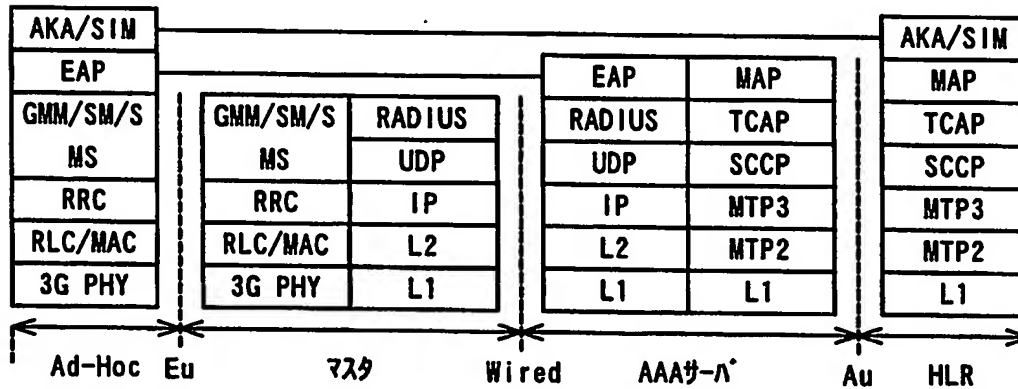 AKA/SIM
EAP
GMM/SM/S
MS
RRC
RLC/MAC
3G PHY
GMM/SM/S
MS
RRC
RLC/MAC
3G PHY
RADIUS
UDP
IP
L2
L1
EAP
RADIUS
UDP
IP
L2
L1
MAP
TCAP
SCCP
MTP3
MTP2
L1
AKA/SIM
MAP
TCAP
SCCP
MTP3
MTP2
L1
Ad-Hoc Eu マスタ Wired AAAサーバ Au HLR